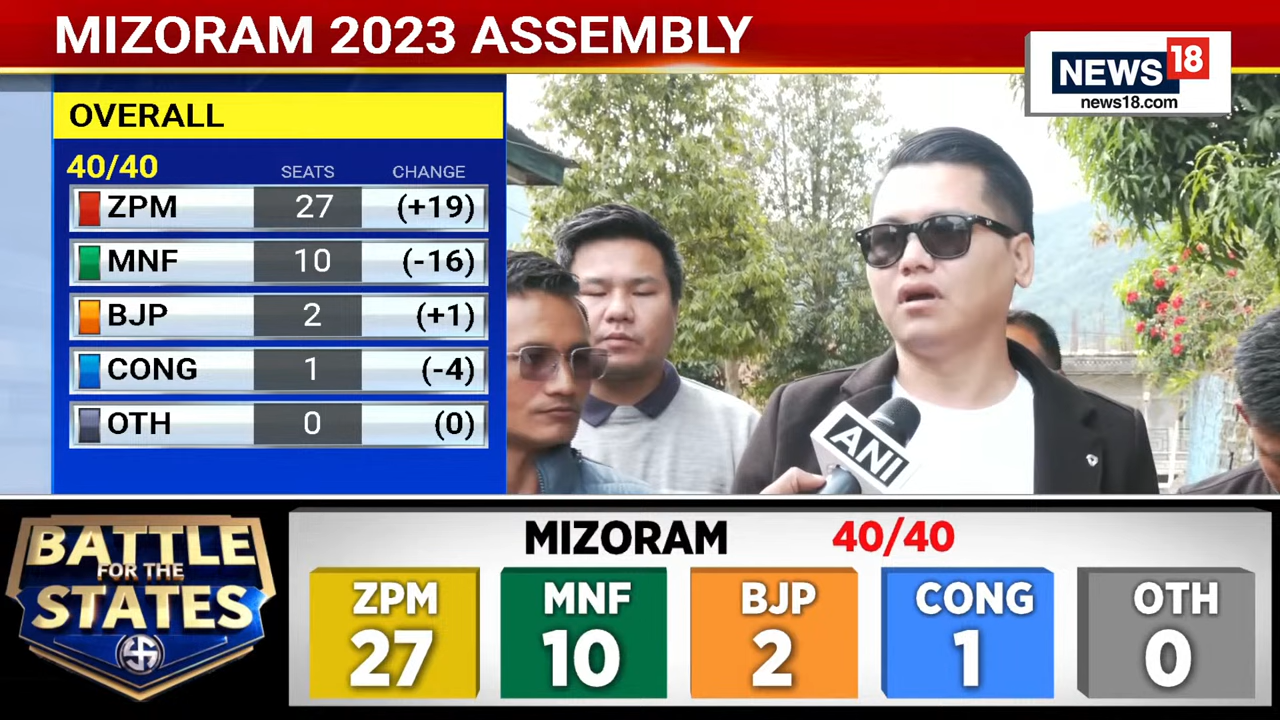 MIZORAM 2023 ASSEMBLY
NEWS 18
news18.com
OVERALL
40/40 SEATS CHANGE
ZPM 27 (+19)
MNF 10 (-16)
BJP 2 (+1)
CONG 1 (-4)
OTH 0 (0)
ANI
BATTLE
FOR THE
STATES
MIZORAM 40/40
ZPM MNF BJP CONG OTH
27 10 2 1 0